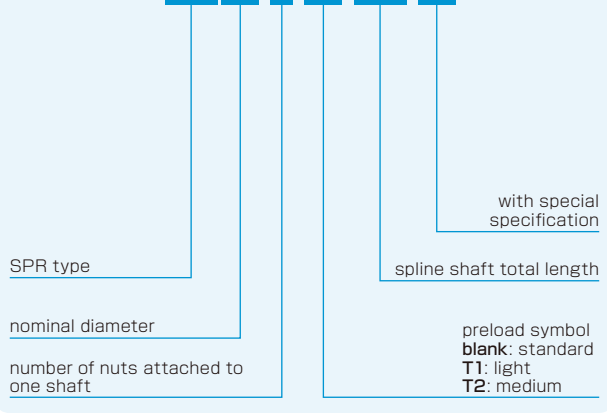 with special
specification
SPR type
spline shaft total length
nominal diameter
preload symbol
blank: standard
T1: light
T2: medium
number of nuts attached to
one shaft